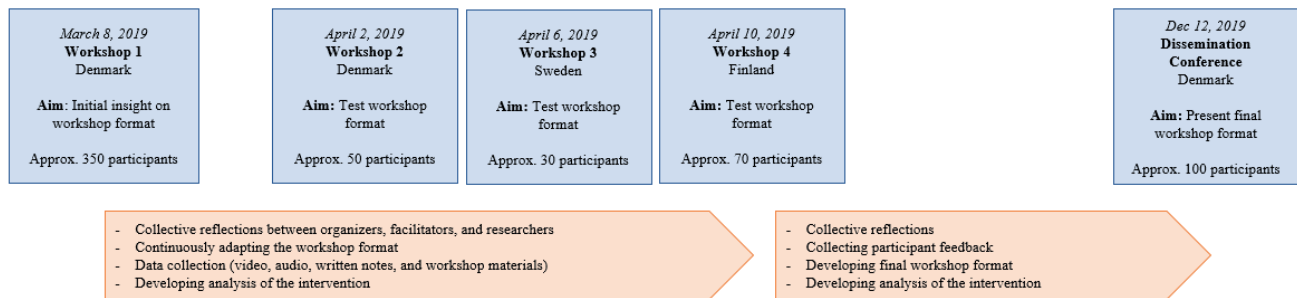 March 8, 2019
Workshop 1
Denmark
Aim: Initial insight on
workshop format
Approx. 350 participants
April 2, 2019
Workshop 2
Denmark
Aim: Test workshop
format
Approx. 50 participants
April 6, 2019
Workshop 3
Sweden
Aim: Test workshop
format
Approx. 30 participants
April 10, 2019
Workshop 4
Finland
Aim: Test workshop
format
Approx. 70 participants
Dec 12, 2019
Dissemination
Conference
Denmark
Aim: Present final
workshop format
Approx. 100 participants
- Collective reflections between organizers, facilitators, and researchers
- Continuously adapting the workshop format
- Data collection (video, audio, written notes, and workshop materials)
- Developing analysis of the intervention
- Collective reflections
- Collecting participant feedback
- Developing final workshop format
- Developing analysis of the intervention